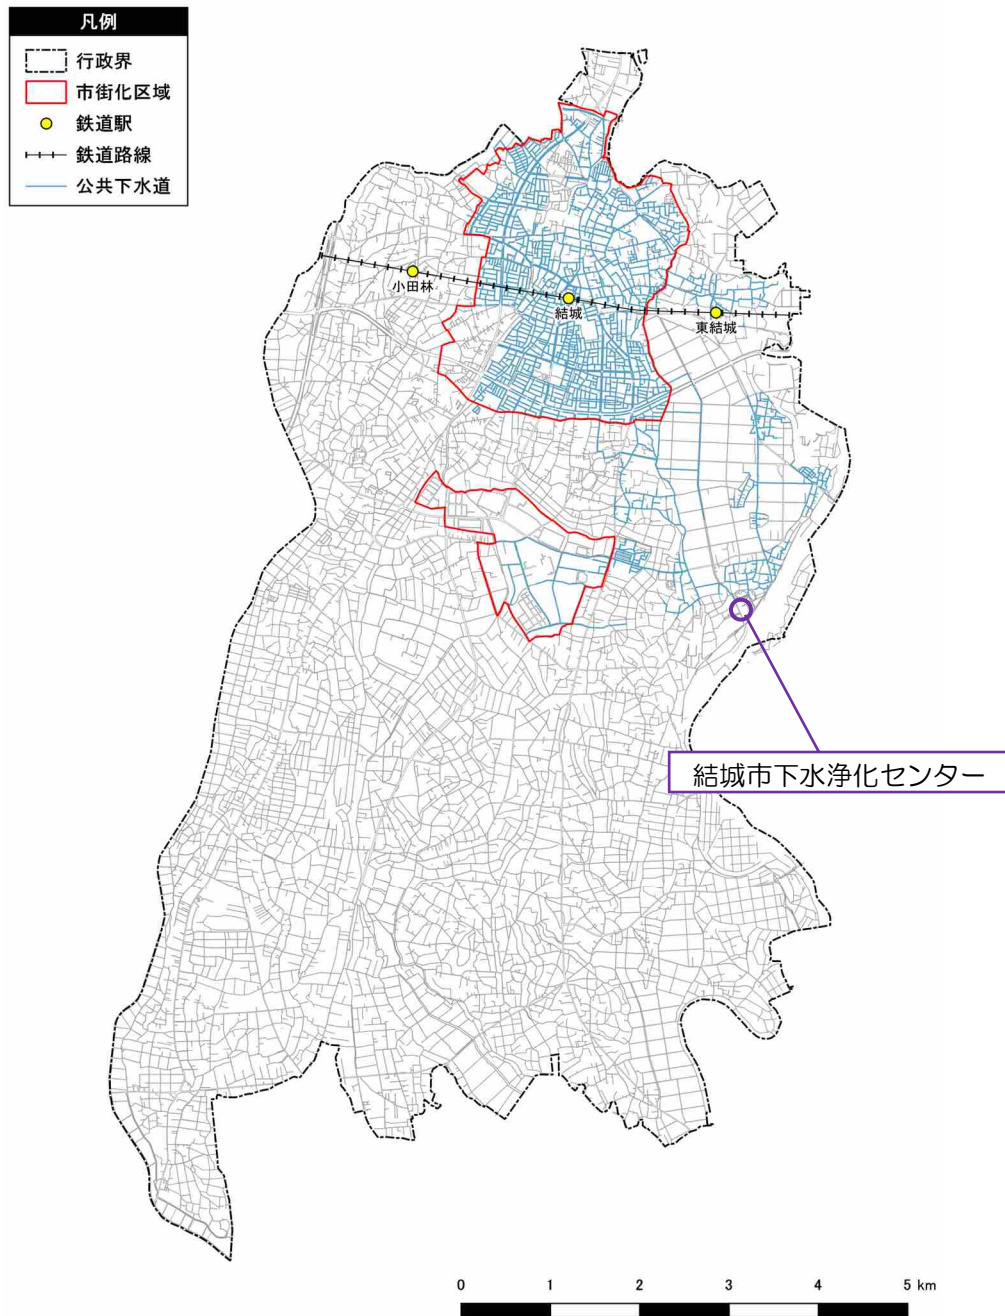 凡例
行政界
市街化区域
鉄道駅
鉄道路線
公共下水道
小田林
結城
東結城
結城市下水浄化センター
0 1 2 3 4 5 km